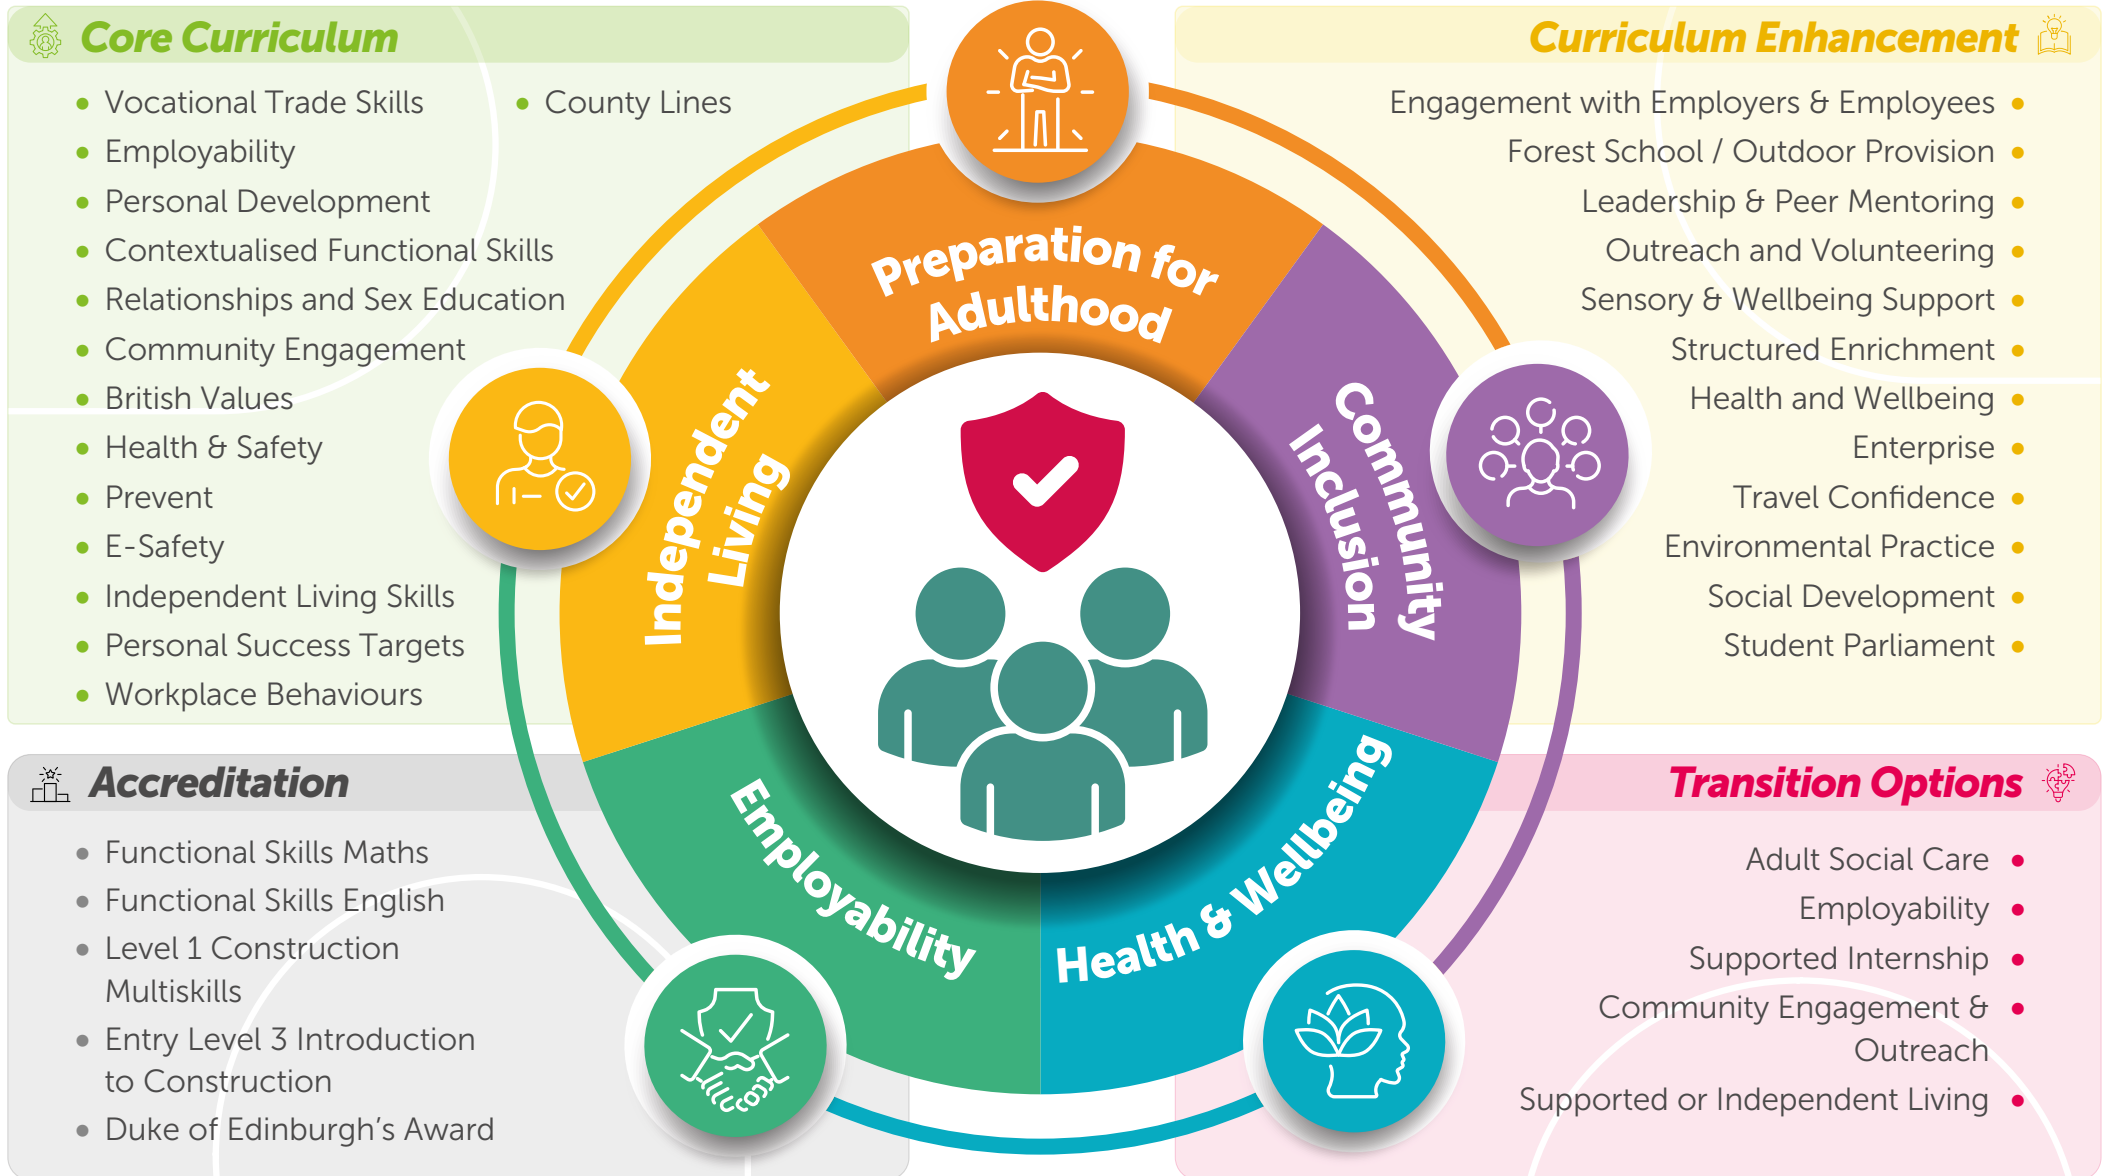 Core Curriculum
Vocational Trade Skills
Employability
Personal Development
Contextualised Functional Skills
Relationships and Sex Education
Community Engagement
British Values
Health & Safety
Prevent
E-Safety
Independent Living Skills
Personal Success Targets
Workplace Behaviours
County Lines
Curriculum Enhancement
Engagement with Employers & Employees
Forest School / Outdoor Provision
Leadership & Peer Mentoring
Outreach and Volunteering
Sensory & Wellbeing Support
Structured Enrichment
Health and Wellbeing
Enterprise
Travel Confidence
Environmental Practice
Social Development
Student Parliament
Preparation for
Adulthood
Community
Inclusion
Health & Wellbeing
Employability
Independent
Living
Accreditation
Functional Skills Maths
Functional Skills English
Level 1 Construction
Multiskills
Entry Level 3 Introduction
to Construction
Duke of Edinburgh's Award
Transition Options
Adult Social Care
Employability
Supported Internship
Community Engagement &
Outreach
Supported or Independent Living